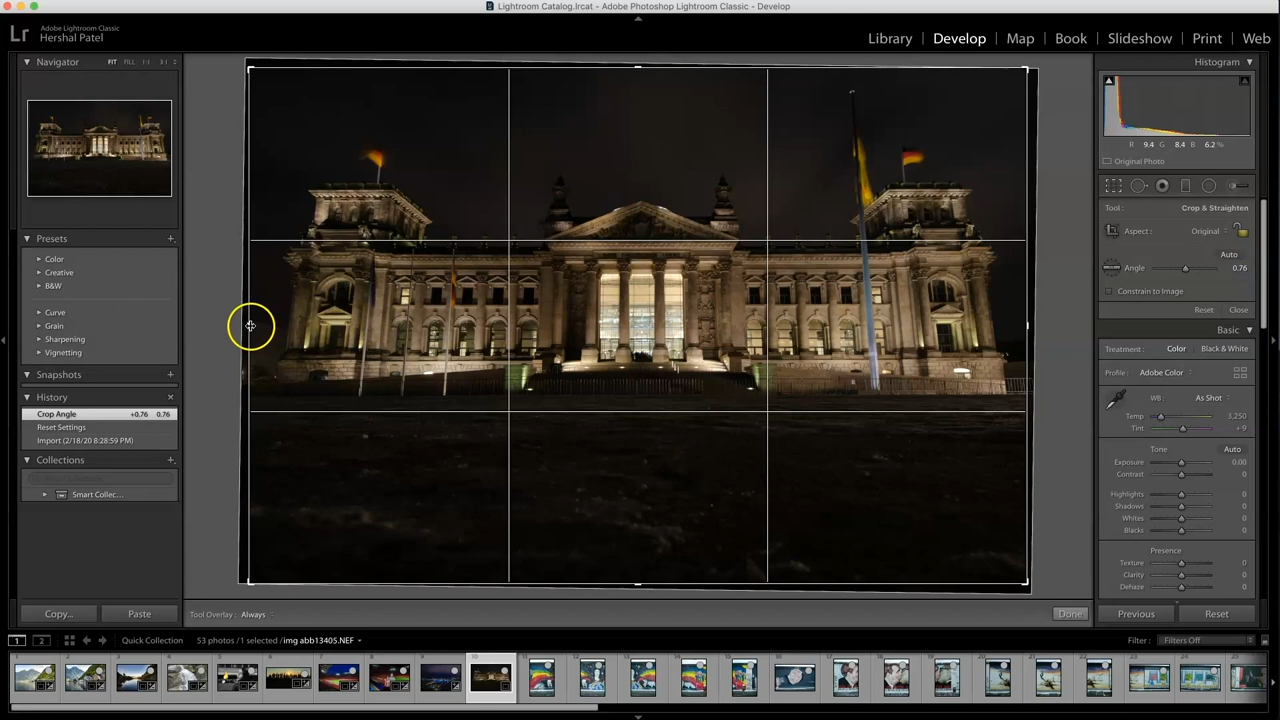 Lightroom Catalog.lrcat - Adobe Photoshop Lightroom Classic - Develop
Lr
Adobe Lightroom Classic
Hershal Patel
Library
Develop
Map
Book
Slideshow
Print
Web
Navigator
FIT
FILL
1:1
3:1
Presets
Color
Creative
B&W
Curve
Grain
Sharpening
Vignetting
Snapshots
History
Crop Angle +0.76 0.76
Reset Settings
Import (2/18/20 8:28:59 PM)
Collections
Smart Collec...
Copy...
Paste
Tool Overlay : Always
Done
Histogram
R 9.4 G 8.4 B 6.2 %
Original Photo
Tool : Crop & Straighten
Aspect : Original
Auto
Angle 0.76
Constrain to Image
Reset Close
Basic
Treatment : Color Black & White
Profile : Adobe Color
WB : As Shot
Temp 3,250
Tint + 9
Tone Auto
Exposure 0.00
Contrast 0
Highlights 0
Shadows 0
Whites 0
Blacks 0
Presence
Texture 0
Clarity 0
Dehaze 0
Previous
Reset
1 2
Quick Collection
53 photos / 1 selected / img abb13405.NEF
Filter : Filters Off